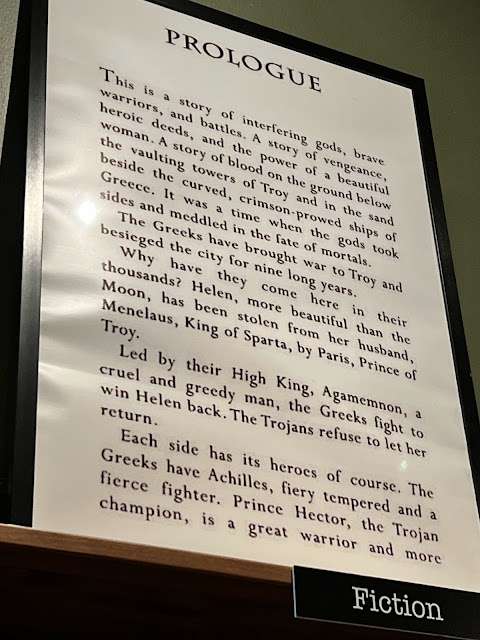 PROLOGUE
This is a story of interfering gods, brave
warriors, and battles. A story of vengeance,
heroic deeds, and the power of a beautiful
woman. A story of blood on the ground below
the vaulting towers of Troy and in the sand
beside the curved, crimson-prowed ships of
Greece. It was a time when the gods took
sides and meddled in the fate of mortals.
The Greeks have brought war to Troy and
besieged the city for nine long years.
Why have they come here in their
thousands? Helen, more beautiful than the
Moon, has been stolen from her husband,
Menelaus, King of Sparta, by Paris, Prince of
Troy.
Led by their High King, Agamemnon, a
cruel and greedy man, the Greeks fight to
win Helen back. The Trojans refuse to let her
return.
Each side has its heroes of course. The
Greeks have Achilles, fiery tempered and a
fierce fighter. Prince Hector, the Trojan
champion, is a great warrior and more
Fiction